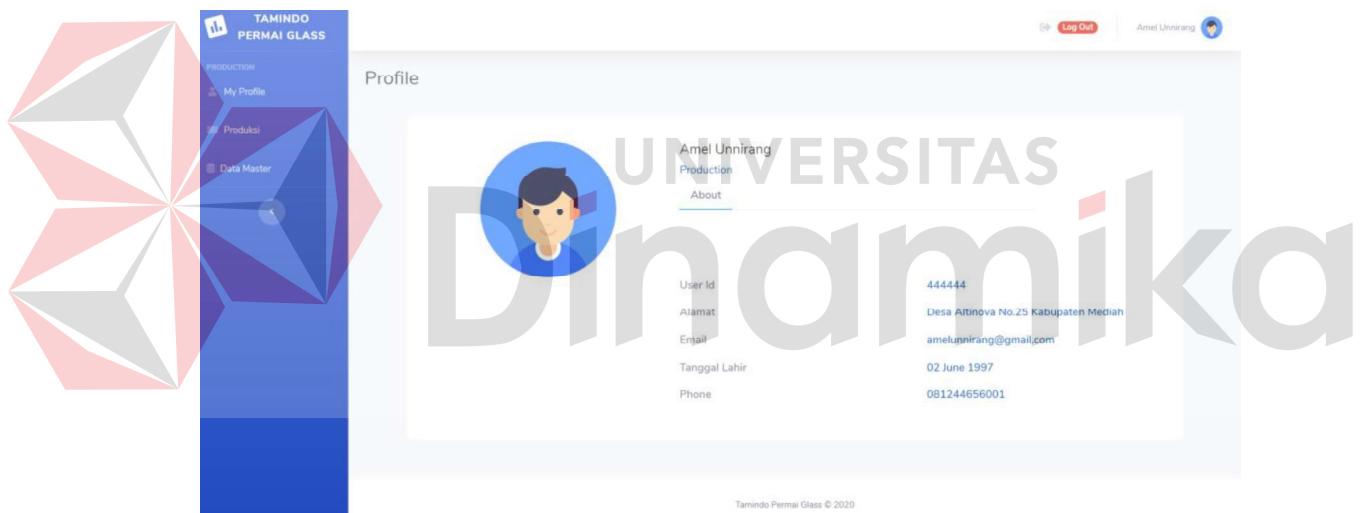 TAMINDO
PERMAI GLASS
Log Out
Amel Unnirang
PRODUCTION
My Profile
Produksi
Data Master
Profile
UNIVERSITAS
Dinamika
Amel Unnirang
Production
About
User Id 444444
Alamat Desa Altinova No.25 Kabupaten Mediah
Email amelunnirang@gmail.com
Tanggal Lahir 02 June 1997
Phone 081244656001
Tamindo Permai Glass © 2020